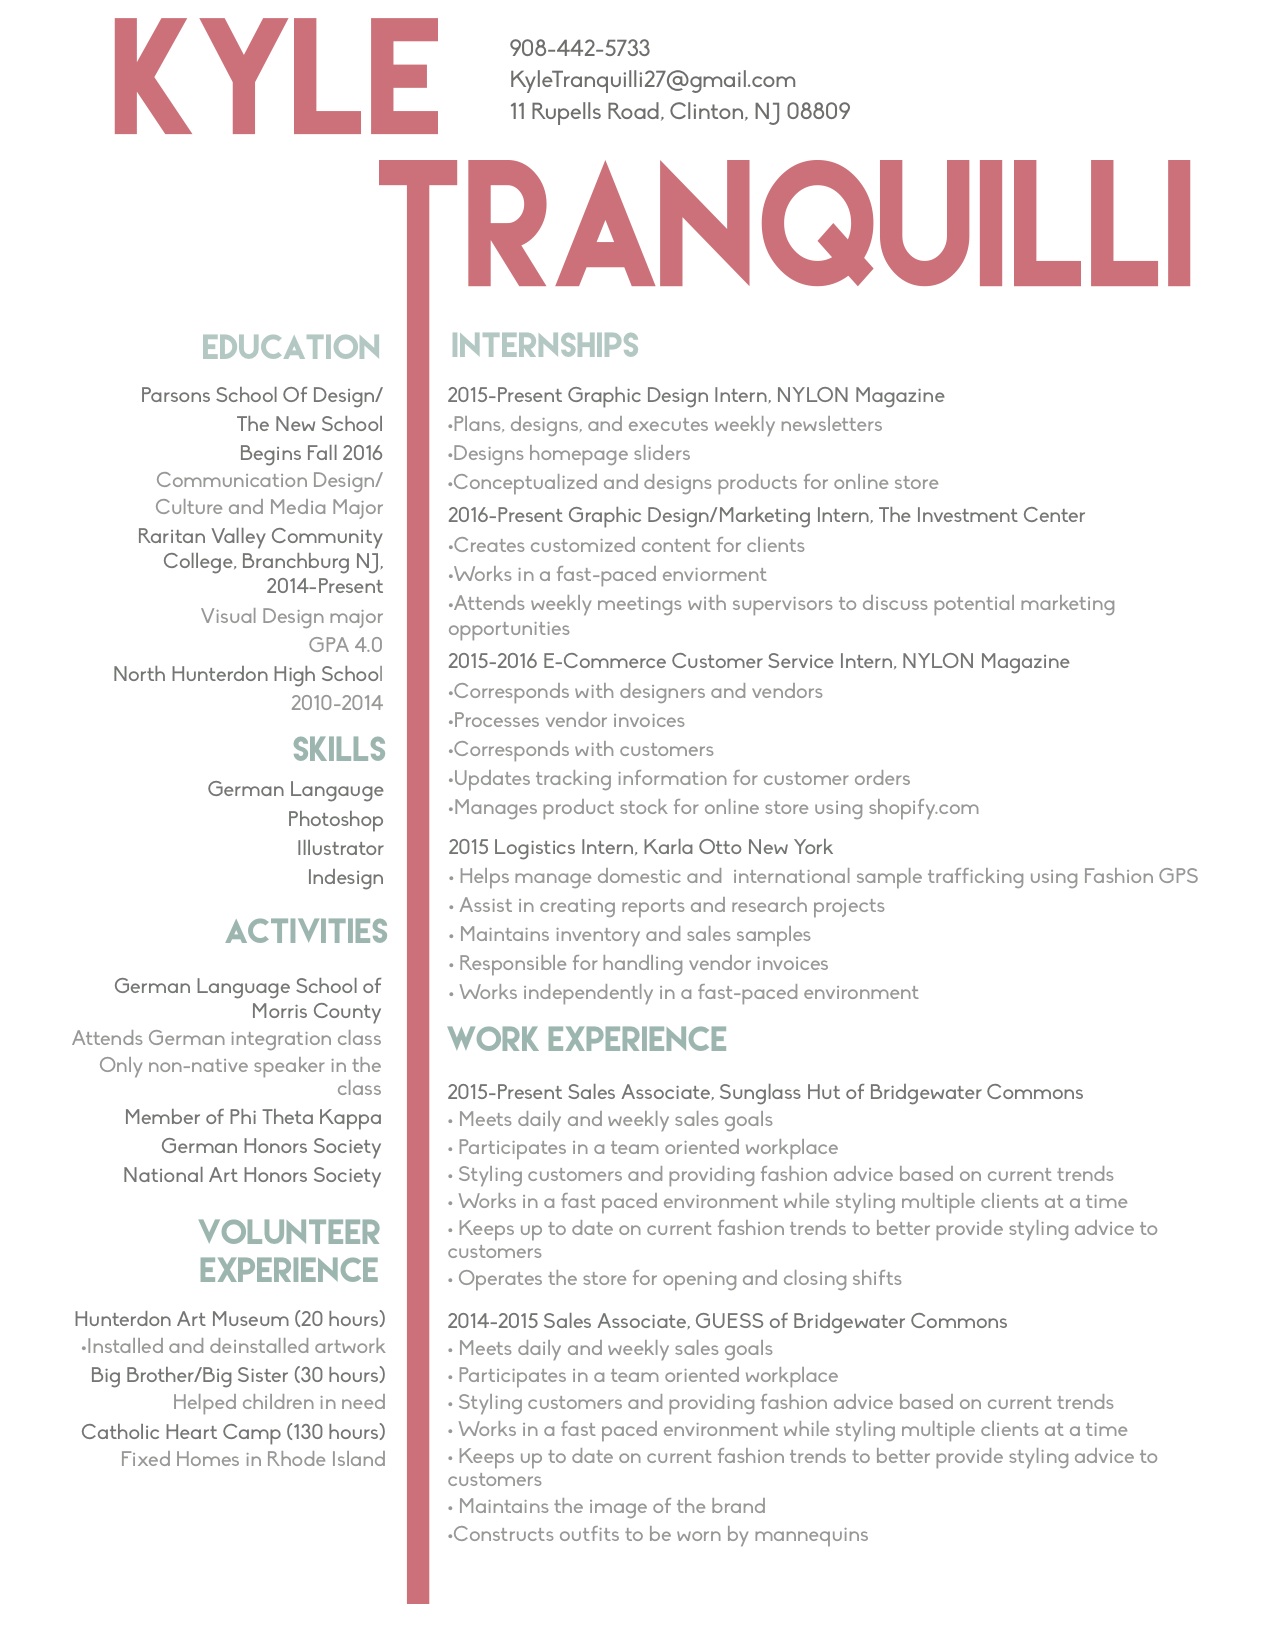 KYLE
908-442-5733
KyleTranquilli27@gmail.com
11 Rupells Road, Clinton, NJ 08809
TRANQUILLI
EDUCATION
Parsons School Of Design/
The New School
Begins Fall 2016
Communication Design/
Culture and Media Major
Raritan Valley Community
College, Branchburg NJ,
2014-Present
Visual Design major
GPA 4.0
North Hunterdon High School
2010-2014
SKILLS
German Langauge
Photoshop
Illustrator
Indesign
ACTIVITIES
German Language School of
Morris County
Attends German integration class
Only non-native speaker in the
class
Member of Phi Theta Kappa
German Honors Society
National Art Honors Society
VOLUNTEER
EXPERIENCE
Hunterdon Art Museum (20 hours)
•Installed and deinstalled artwork
Big Brother/Big Sister (30 hours)
Helped children in need
Catholic Heart Camp (130 hours)
Fixed Homes in Rhode Island
INTERNSHIPS
2015-Present Graphic Design Intern, NYLON Magazine
•Plans, designs, and executes weekly newsletters
•Designs homepage sliders
•Conceptualized and designs products for online store
2016-Present Graphic Design/Marketing Intern, The Investment Center
•Creates customized content for clients
•Works in a fast-paced enviorment
•Attends weekly meetings with supervisors to discuss potential marketing
opportunities
2015-2016 E-Commerce Customer Service Intern, NYLON Magazine
•Corresponds with designers and vendors
•Processes vendor invoices
•Corresponds with customers
•Updates tracking information for customer orders
•Manages product stock for online store using shopify.com
2015 Logistics Intern, Karla Otto New York
• Helps manage domestic and  international sample trafficking using Fashion GPS
• Assist in creating reports and research projects
• Maintains inventory and sales samples
• Responsible for handling vendor invoices
• Works independently in a fast-paced environment
WORK EXPERIENCE
2015-Present Sales Associate, Sunglass Hut of Bridgewater Commons
• Meets daily and weekly sales goals
• Participates in a team oriented workplace
• Styling customers and providing fashion advice based on current trends
• Works in a fast paced environment while styling multiple clients at a time
• Keeps up to date on current fashion trends to better provide styling advice to
customers
• Operates the store for opening and closing shifts
2014-2015 Sales Associate, GUESS of Bridgewater Commons
• Meets daily and weekly sales goals
• Participates in a team oriented workplace
• Styling customers and providing fashion advice based on current trends
• Works in a fast paced environment while styling multiple clients at a time
• Keeps up to date on current fashion trends to better provide styling advice to
customers
• Maintains the image of the brand
•Constructs outfits to be worn by mannequins